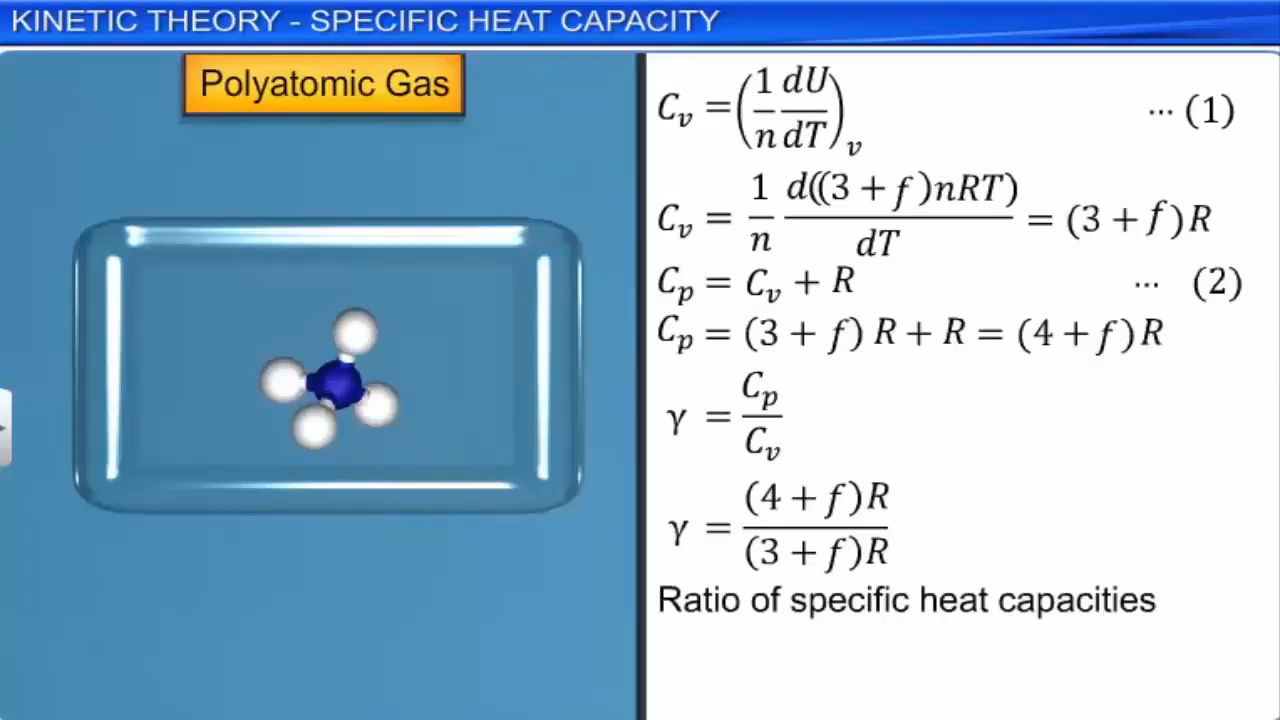 KINETIC THEORY - SPECIFIC HEAT CAPACITY
Polyatomic Gas
C_v = (1/n dU/dT)_v ... (1)
C_v = 1/n d((3 + f)nRT)/dT = (3 + f)R
C_p = C_v + R ... (2)
C_p = (3 + f) R + R = (4 + f)R
γ = C_p/C_v
γ = (4 + f)R/(3 + f)R
Ratio of specific heat capacities